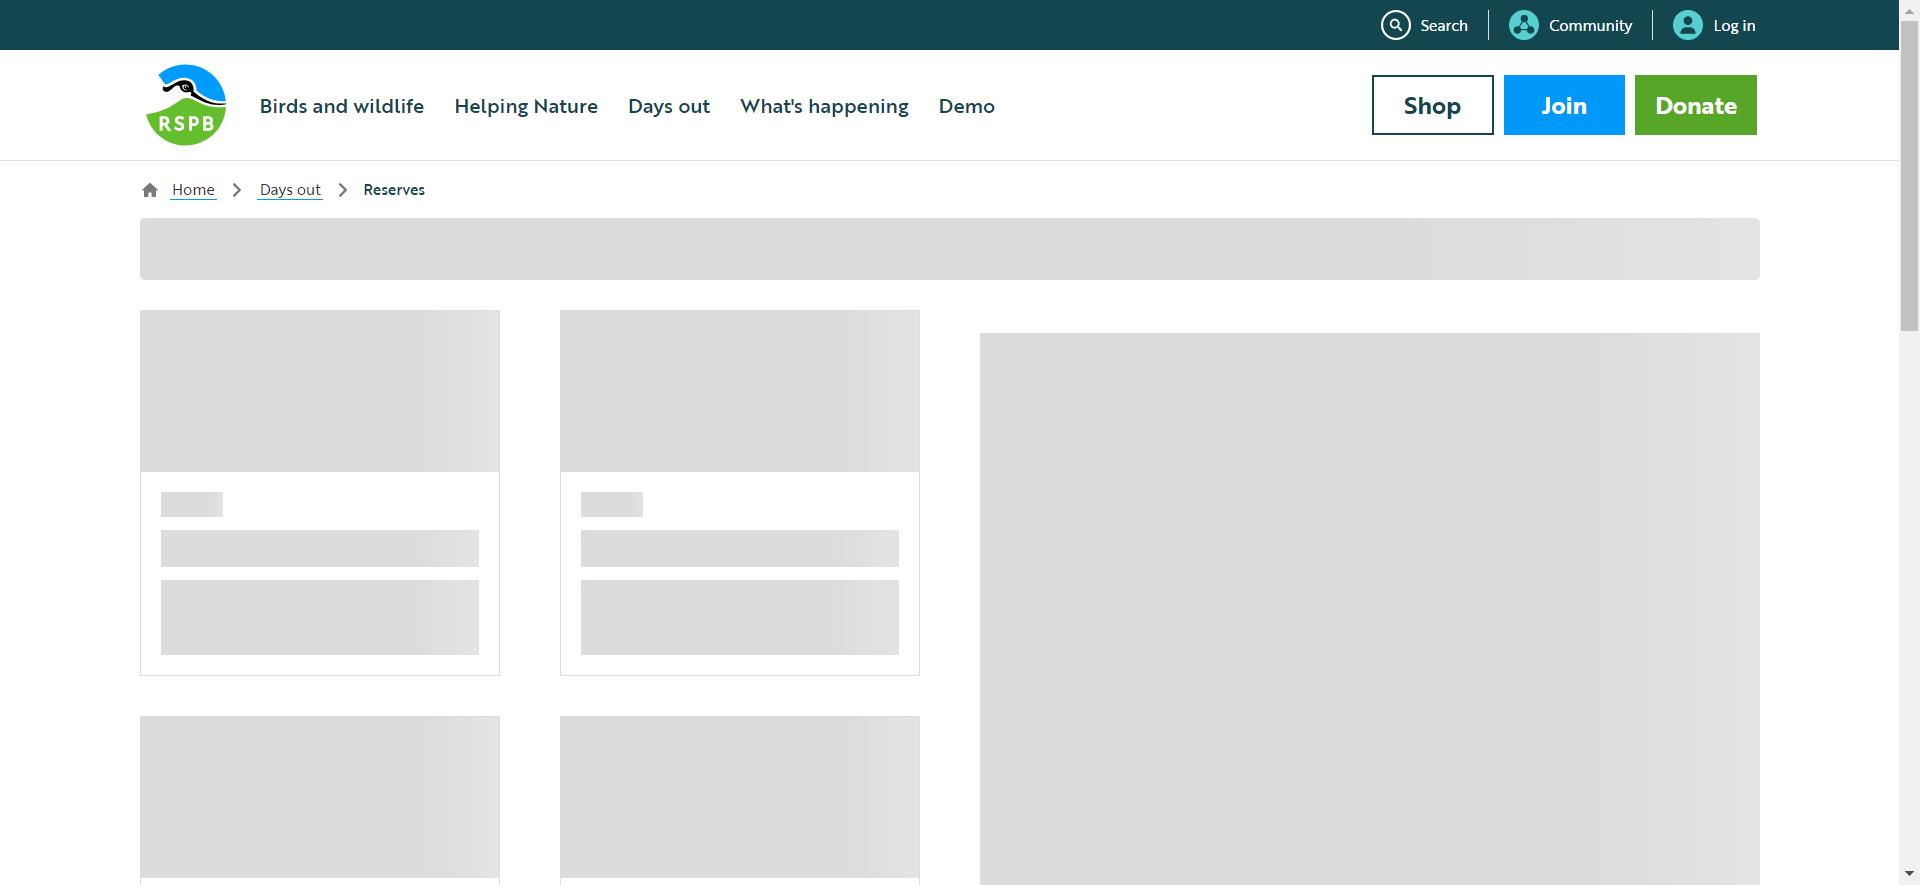 Search
Community
Log in
RSPB
Birds and wildlife
Helping Nature
Days out
What's happening
Demo
Shop
Join
Donate
Home
Days out
Reserves